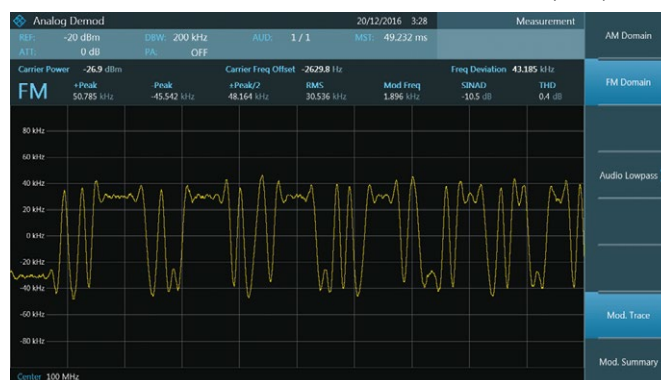 Analog Demod 20/12/2016 3:28 Measurement
REF: -20 dBm DBW: 200 kHz AUD: 1 / 1 MST: 49.232 ms
ATT: 0 dB PA: OFF
Carrier Power -26.9 dBm Carrier Freq Offset -2629.8 Hz Freq Deviation 43.185 kHz
FM +Peak -Peak ±Peak/2 RMS Mod Freq SINAD THD
50.785 kHz -45.542 kHz 48.164 kHz 30.536 kHz 1.896 kHz -10.5 dB 0.4 dB
80 kHz
60 kHz
40 kHz
20 kHz
0 kHz
-20 kHz
-40 kHz
-60 kHz
-80 kHz
Center 100 MHz
AM Domain
FM Domain
Audio Lowpass
Mod. Trace
Mod. Summary